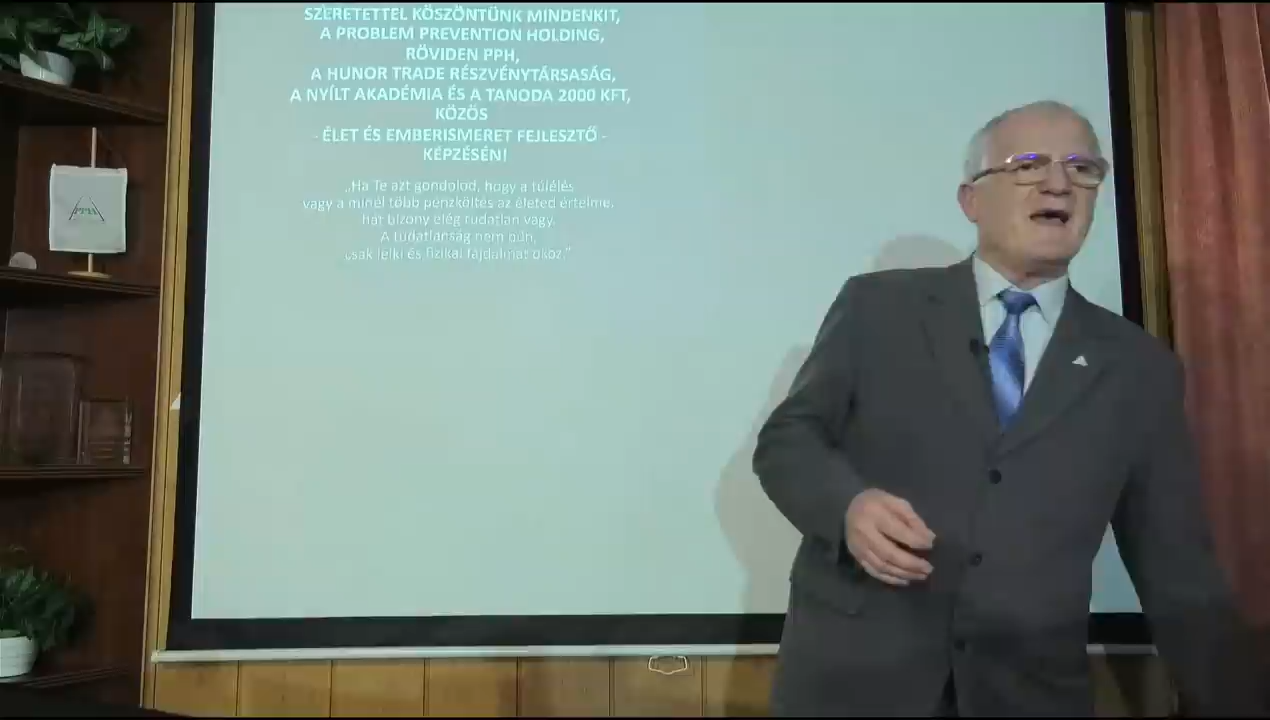 SZERETETTEL KÖSZÖNTÜNK MINDENKIT,
A PROBLEM PREVENTION HOLDING,
RÖVIDEN PPH,
A HUNOR TRADE RÉSZVÉNYTÁRSASÁG,
A NYÍLT AKADÉMIA ÉS A TANODA 2000 KFT,
KÖZÖS
- ÉLET ÉS EMBERISMERET FEJLESZTŐ -
KÉPZÉSÉN!
„Ha Te azt gondolod, hogy a túlélés
vagy a minél több pénzköltés az életed értelme,
hát bizony elég tudatlan vagy.
A tudatlanság nem bűn,
csak lelki és fizikai fájdalmat okoz.”